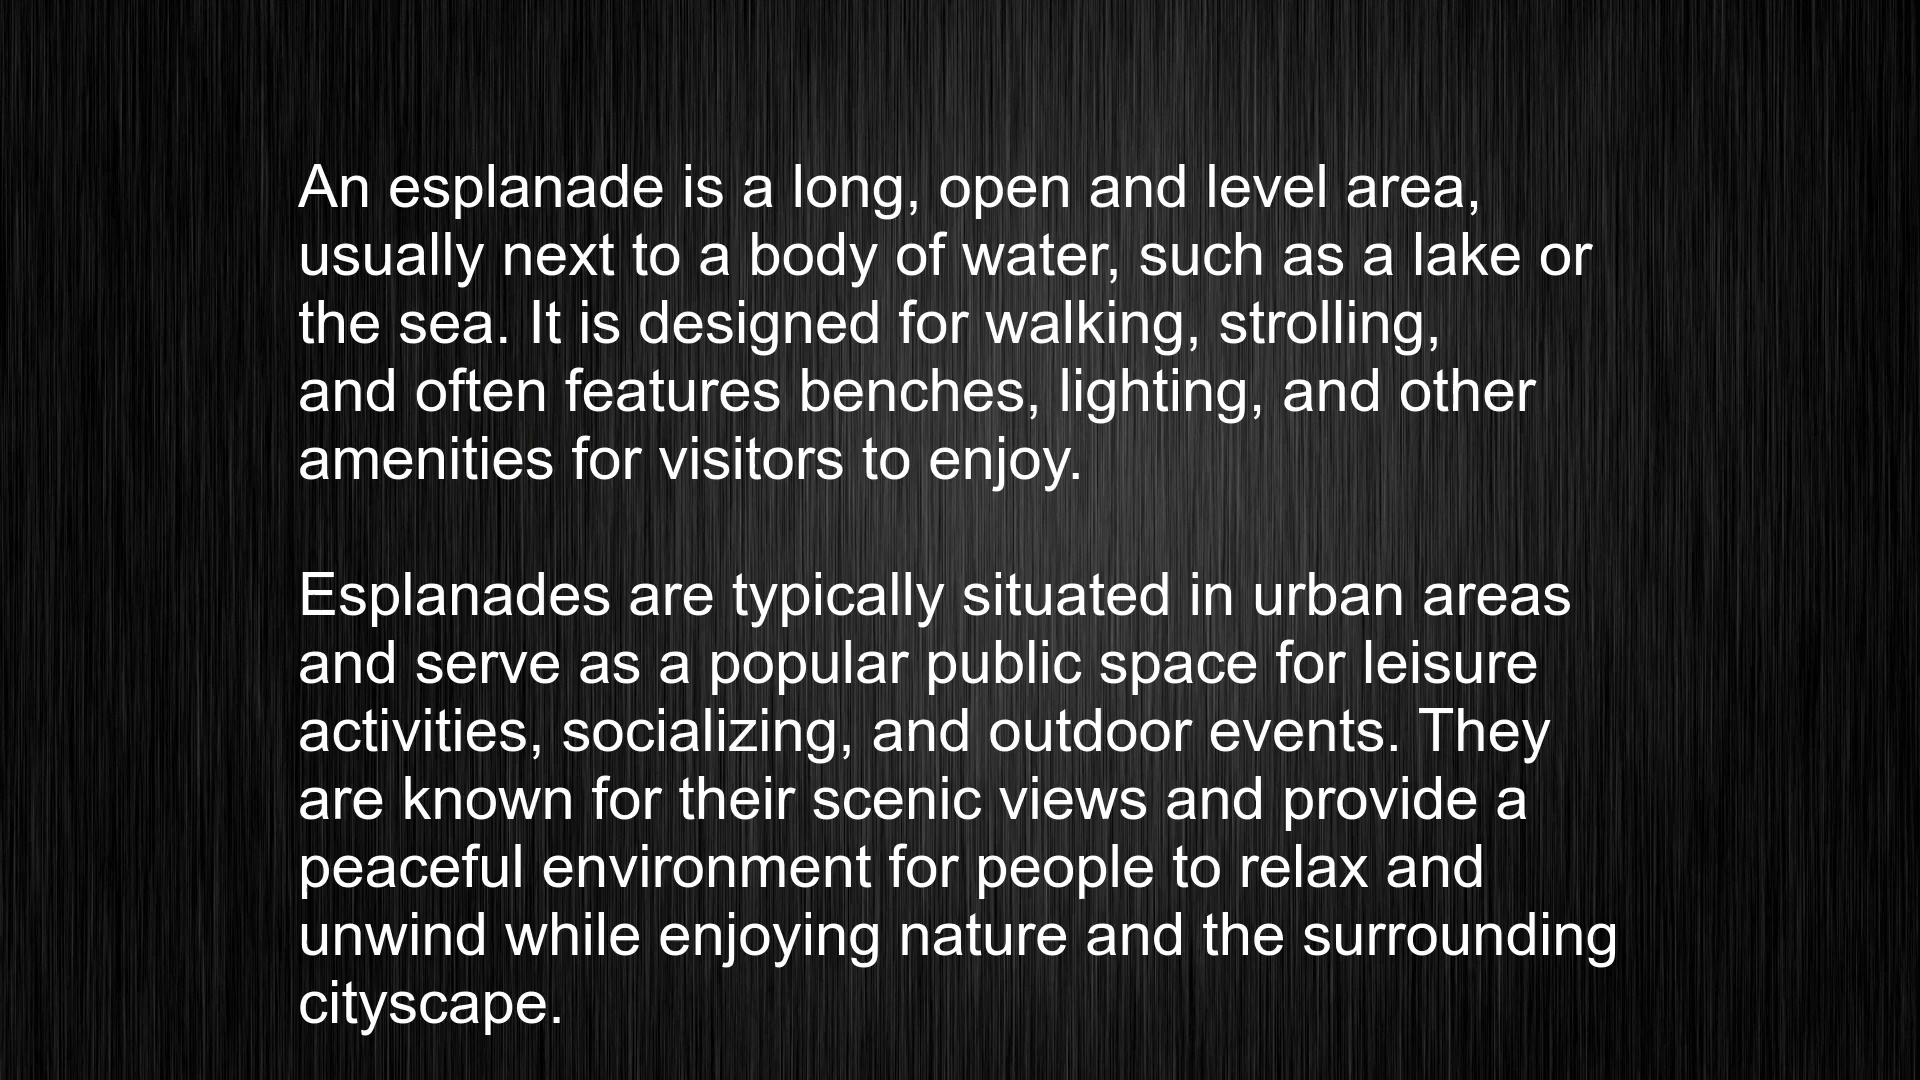 An esplanade is a long, open and level area,
usually next to a body of water, such as a lake or
the sea. It is designed for walking, strolling,
and often features benches, lighting, and other
amenities for visitors to enjoy.
Esplanades are typically situated in urban areas
and serve as a popular public space for leisure
activities, socializing, and outdoor events. They
are known for their scenic views and provide a
peaceful environment for people to relax and
unwind while enjoying nature and the surrounding
cityscape.